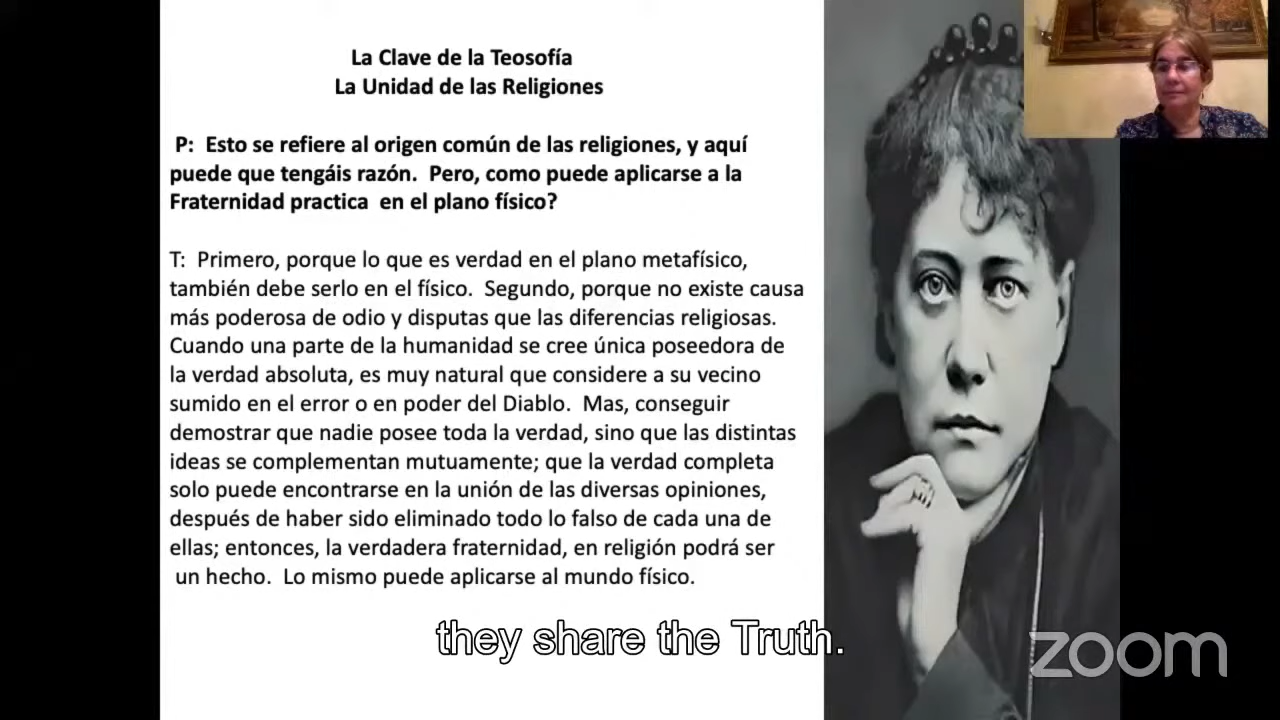 La Clave de la Teosofía
La Unidad de las Religiones
P: Esto se refiere al origen común de las religiones, y aquí
puede que tengáis razón. Pero, como puede aplicarse a la
Fraternidad practica en el plano físico?
T: Primero, porque lo que es verdad en el plano metafísico,
también debe serlo en el físico. Segundo, porque no existe causa
más poderosa de odio y disputas que las diferencias religiosas.
Cuando una parte de la humanidad se cree única poseedora de
la verdad absoluta, es muy natural que considere a su vecino
sumido en el error o en poder del Diablo. Mas, conseguir
demostrar que nadie posee toda la verdad, sino que las distintas
ideas se complementan mutuamente; que la verdad completa
solo puede encontrarse en la unión de las diversas opiniones,
después de haber sido eliminado todo lo falso de cada una de
ellas; entonces, la verdadera fraternidad, en religión podrá ser
un hecho. Lo mismo puede aplicarse al mundo físico.
they share the Truth.
zoom